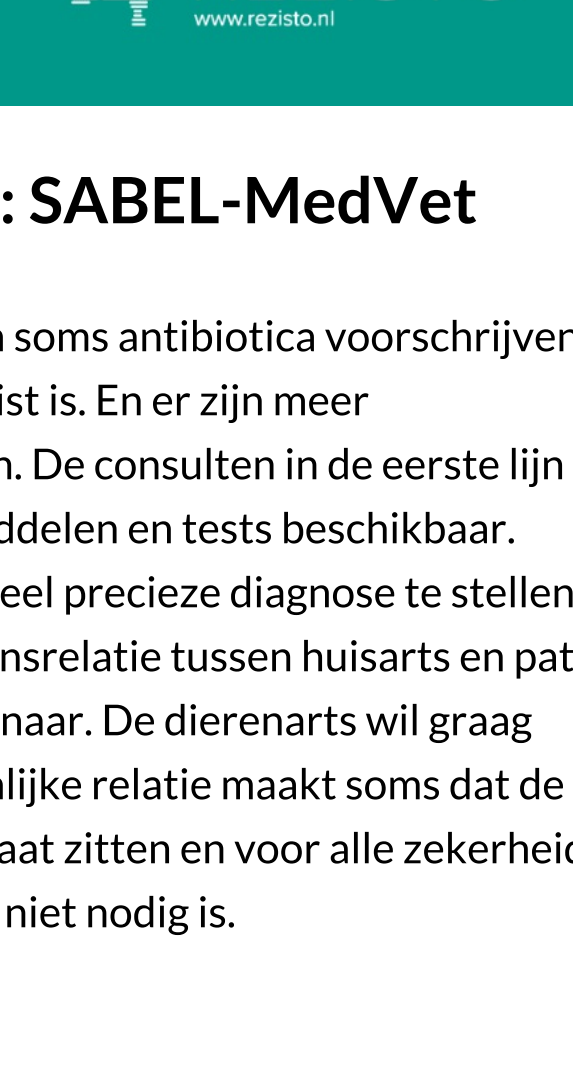 www.rezisto.nl
: SABEL-MedVet
soms antibiotica voorschrijven
ist is. En er zijn meer
n. De consulten in de eerste lijn
ddelen en tests beschikbaar.
eel precieze diagnose te stellen
nsrelatie tussen huisarts en pat
naar. De dierenarts wil graag
lijke relatie maakt soms dat de
aat zitten en voor alle zekerheid
niet nodig is.